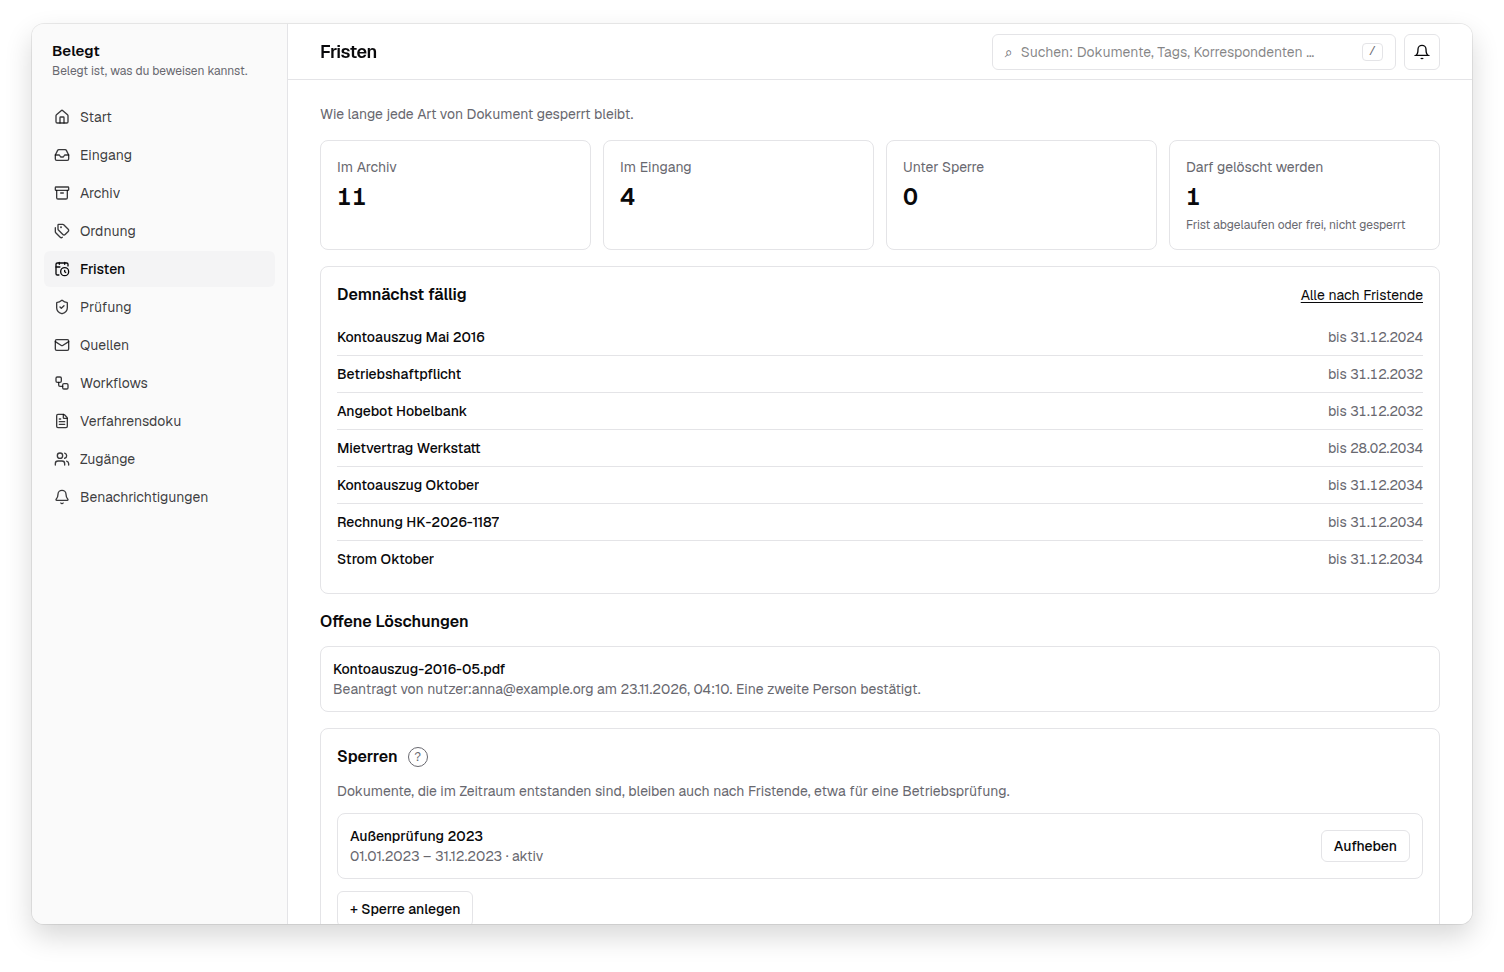 Belegt
Belegt ist, was du beweisen kannst.
Start
Eingang
Archiv
Ordnung
Fristen
Prüfung
Quellen
Workflows
Verfahrensdoku
Zugänge
Benachrichtigungen
Fristen
Suchen: Dokumente, Tags, Korrespondenten ...
/
Wie lange jede Art von Dokument gesperrt bleibt.
Im Archiv
11
Im Eingang
4
Unter Sperre
0
Darf gelöscht werden
1
Frist abgelaufen oder frei, nicht gesperrt
Demnächst fällig
Alle nach Fristende
Kontoauszug Mai 2016 bis 31.12.2024
Betriebshaftpflicht bis 31.12.2032
Angebot Hobelbank bis 31.12.2032
Mietvertrag Werkstatt bis 28.02.2034
Kontoauszug Oktober bis 31.12.2034
Rechnung HK-2026-1187 bis 31.12.2034
Strom Oktober bis 31.12.2034
Offene Löschungen
Kontoauszug-2016-05.pdf
Beantragt von nutzer:anna@example.org am 23.11.2026, 04:10. Eine zweite Person bestätigt.
Sperren ?
Dokumente, die im Zeitraum entstanden sind, bleiben auch nach Fristende, etwa für eine Betriebsprüfung.
Außenprüfung 2023
01.01.2023 – 31.12.2023 · aktiv
Aufheben
+ Sperre anlegen